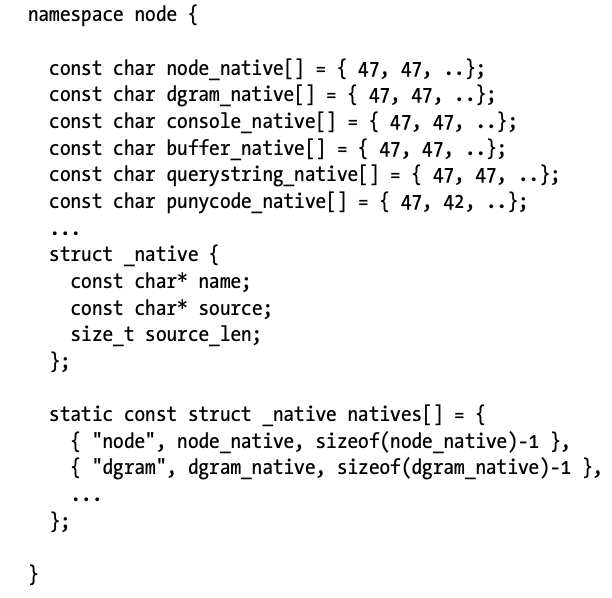 namespace node {

  const char node_native[] = { 47, 47, ..};
  const char dgram_native[] = { 47, 47, ..};
  const char console_native[] = { 47, 47, ..};
  const char buffer_native[] = { 47, 47, ..};
  const char querystring_native[] = { 47, 47, ..};
  const char punycode_native[] = { 47, 42, ..};
  ...
  struct _native {
    const char* name;
    const char* source;
    size_t source_len;
  };

  static const struct _native natives[] = {
    { "node", node_native, sizeof(node_native)-1 },
    { "dgram", dgram_native, sizeof(dgram_native)-1 },
    ...
  };

}